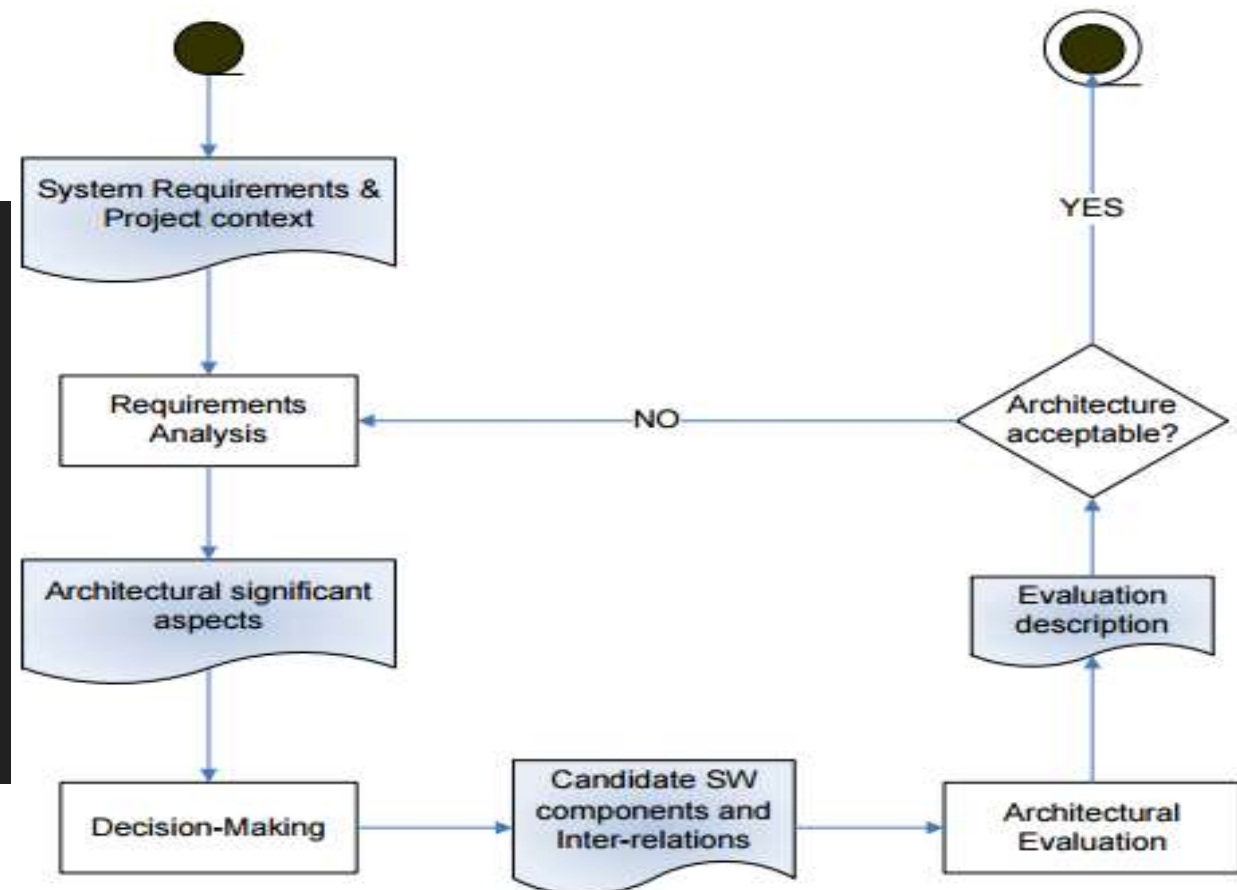 System Requirements &
Project context
YES
Requirements
Analysis
NO
Architecture
acceptable?
Architectural significant
aspects
Evaluation
description
Decision-Making
Candidate SW
components and
Inter-relations
Architectural
Evaluation